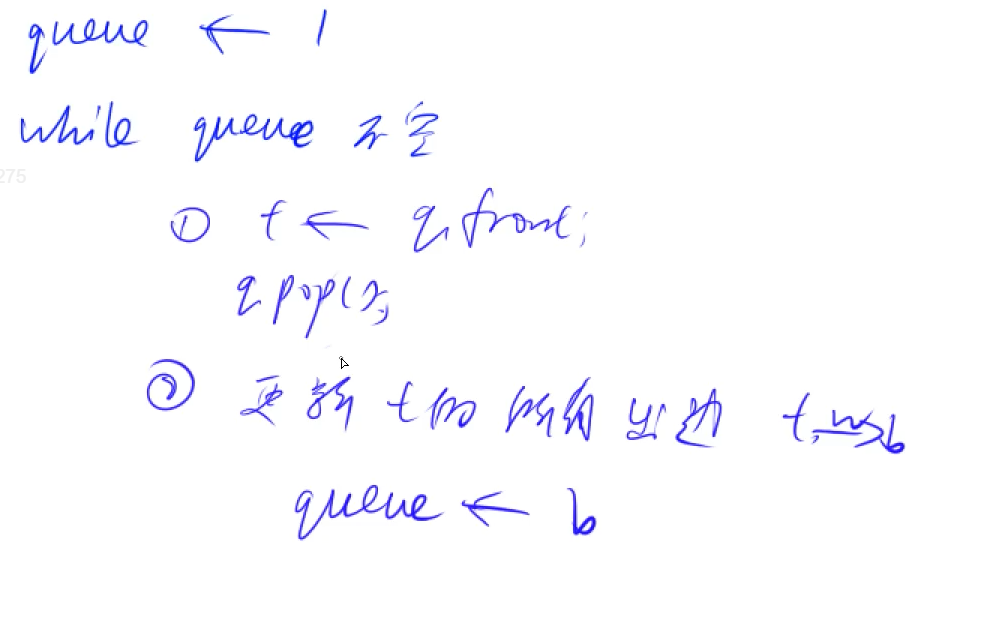 queue ← 1
while queue 不空
275
① t ← q.front;
q.pop();
② 更新 t的 所有 出边 t →w b
queue ← b